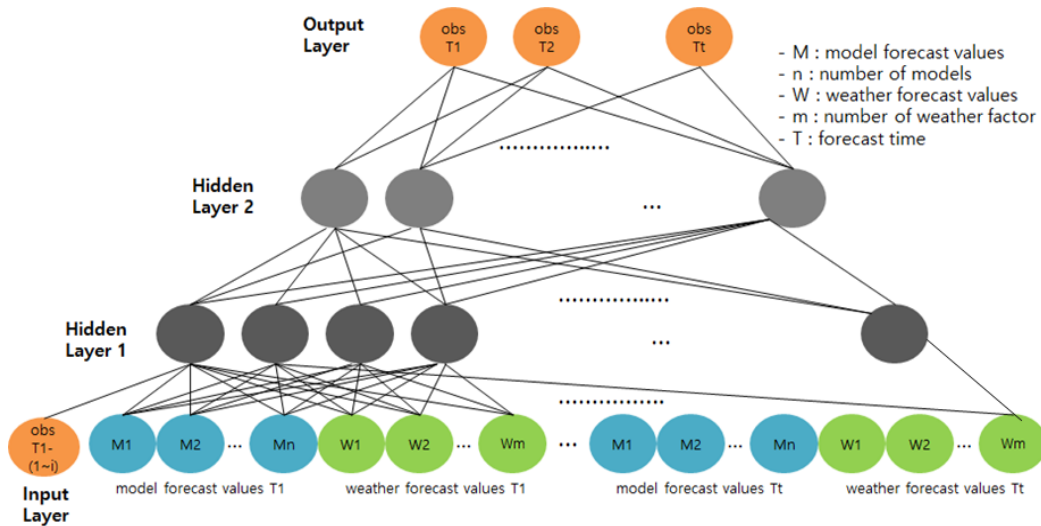 Output
Layer
obs
T1
obs
T2
obs
Tt
- M : model forecast values
- n : number of models
- W : weather forecast values
- m : number of weather factor
- T : forecast time
Hidden
Layer 2
...
Hidden
Layer 1
...
obs
T1-
(1~i)
M1 M2 ... Mn W1 W2 ... Wm ... M1 M2 ... Mn W1 W2 ... Wm
Input
Layer
model forecast values T1 weather forecast values T1 model forecast values Tt weather forecast values Tt